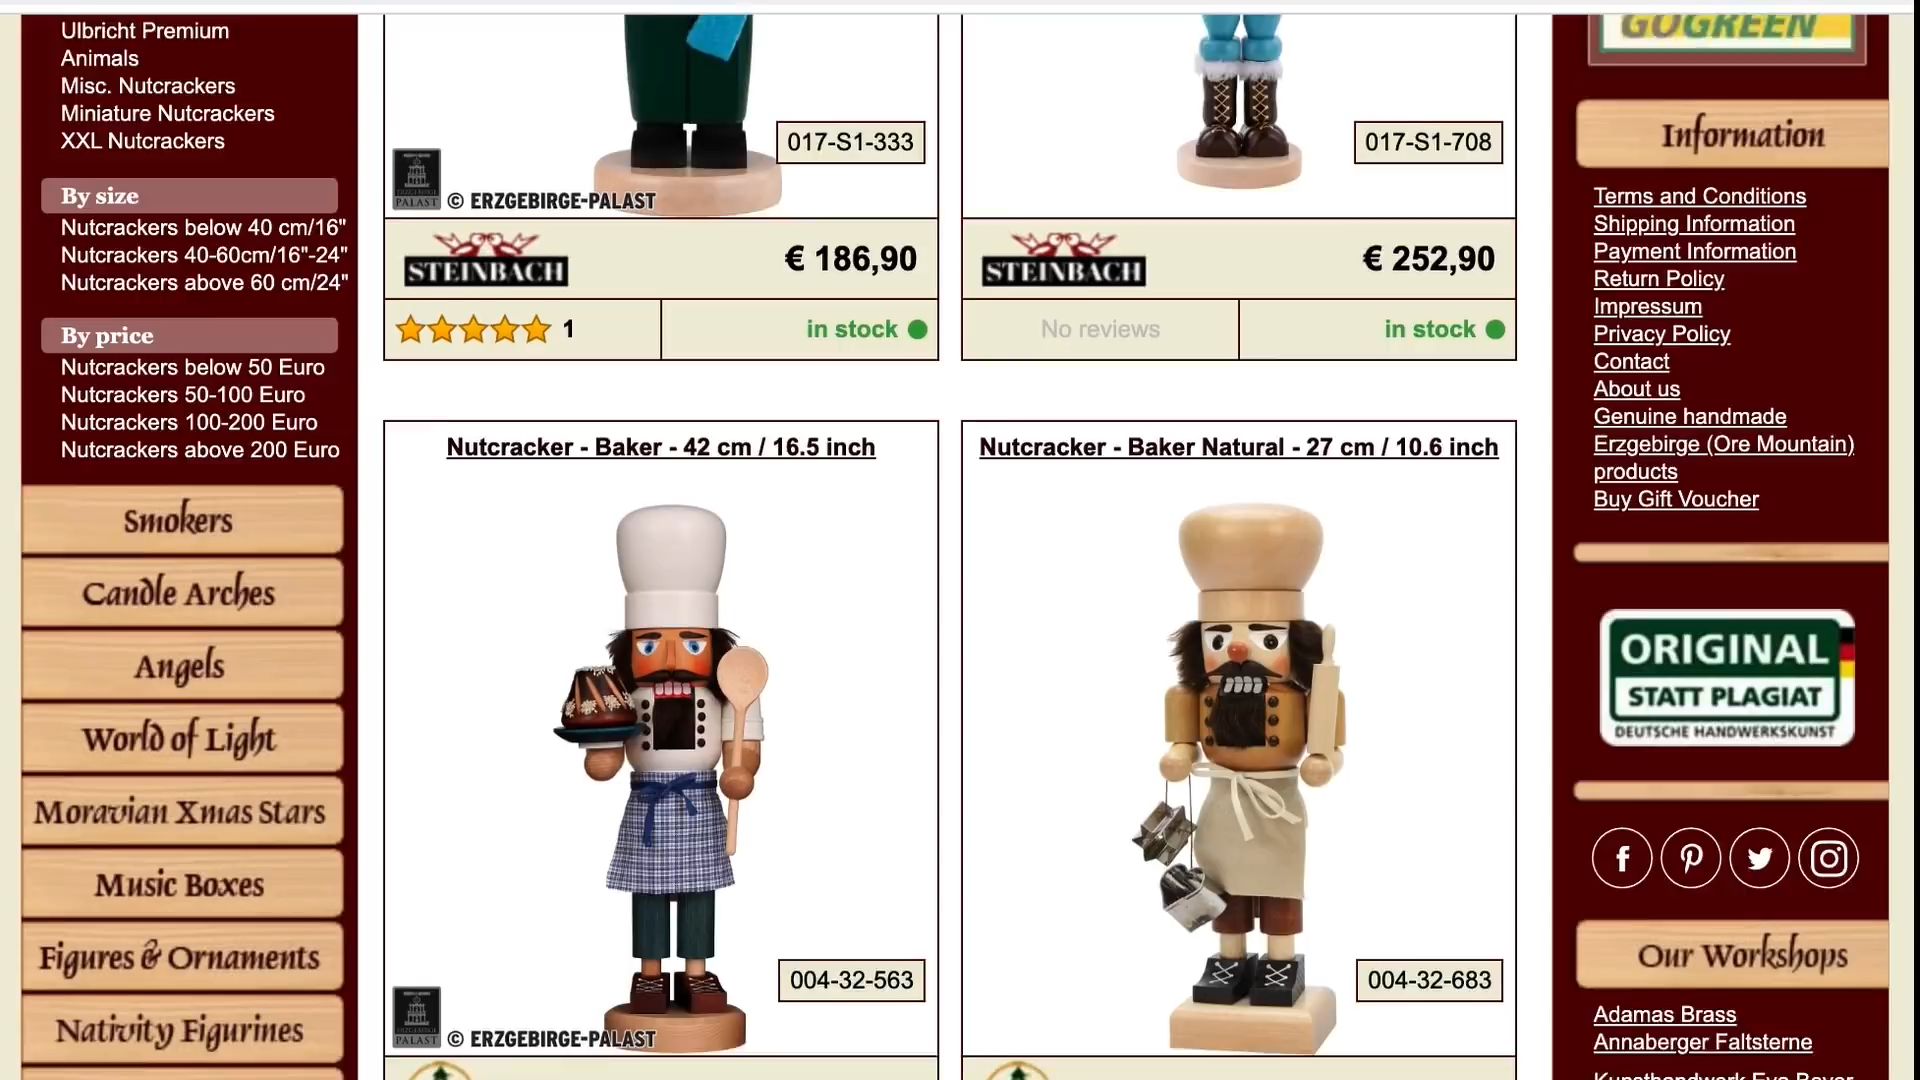 Ulbricht Premium
Animals
Misc. Nutcrackers
Miniature Nutcrackers
XXL Nutcrackers
By size
Nutcrackers below 40 cm/16"
Nutcrackers 40-60cm/16"-24"
Nutcrackers above 60 cm/24"
By price
Nutcrackers below 50 Euro
Nutcrackers 50-100 Euro
Nutcrackers 100-200 Euro
Nutcrackers above 200 Euro
Smokers
Candle Arches
Angels
World of Light
Moravian Xmas Stars
Music Boxes
Figures & Ornaments
Nativity Figurines
017-S1-333
PALAST
© ERZGEBIRGE-PALAST
STEINBACH
€ 186,90
1
in stock
017-S1-708
STEINBACH
€ 252,90
No reviews
in stock
Nutcracker - Baker - 42 cm / 16.5 inch
004-32-563
PALAST
© ERZGEBIRGE-PALAST
Nutcracker - Baker Natural - 27 cm / 10.6 inch
004-32-683
GOGREEN
Information
Terms and Conditions
Shipping Information
Payment Information
Return Policy
Impressum
Privacy Policy
Contact
About us
Genuine handmade
Erzgebirge (Ore Mountain)
products
Buy Gift Voucher
ORIGINAL
STATT PLAGIAT
DEUTSCHE HANDWERKSKUNST
Our Workshops
Adamas Brass
Annaberger Faltsterne